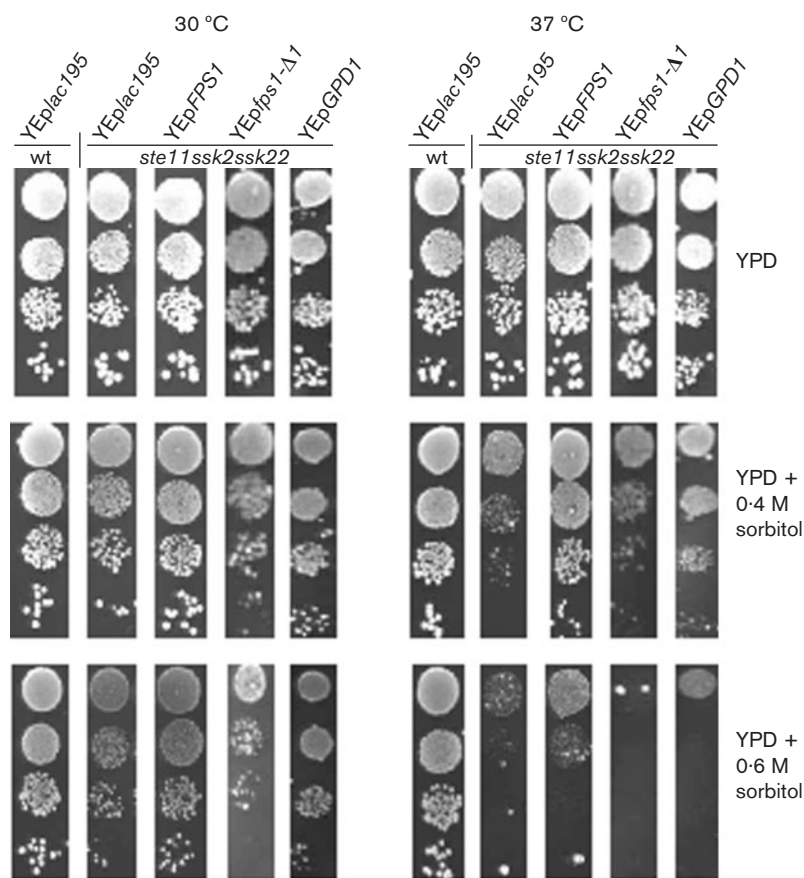 30 °C 37 °C
YEplac195 YEplac195 YEpFPS1 YEpfps1-Δ1 YEpGPD1 YEplac195 YEplac195 YEpFPS1 YEpfps1-Δ1 YEpGPD1
wt ste11ssk2ssk22 wt ste11ssk2ssk22
YPD
YPD +
0·4 M
sorbitol
YPD +
0·6 M
sorbitol